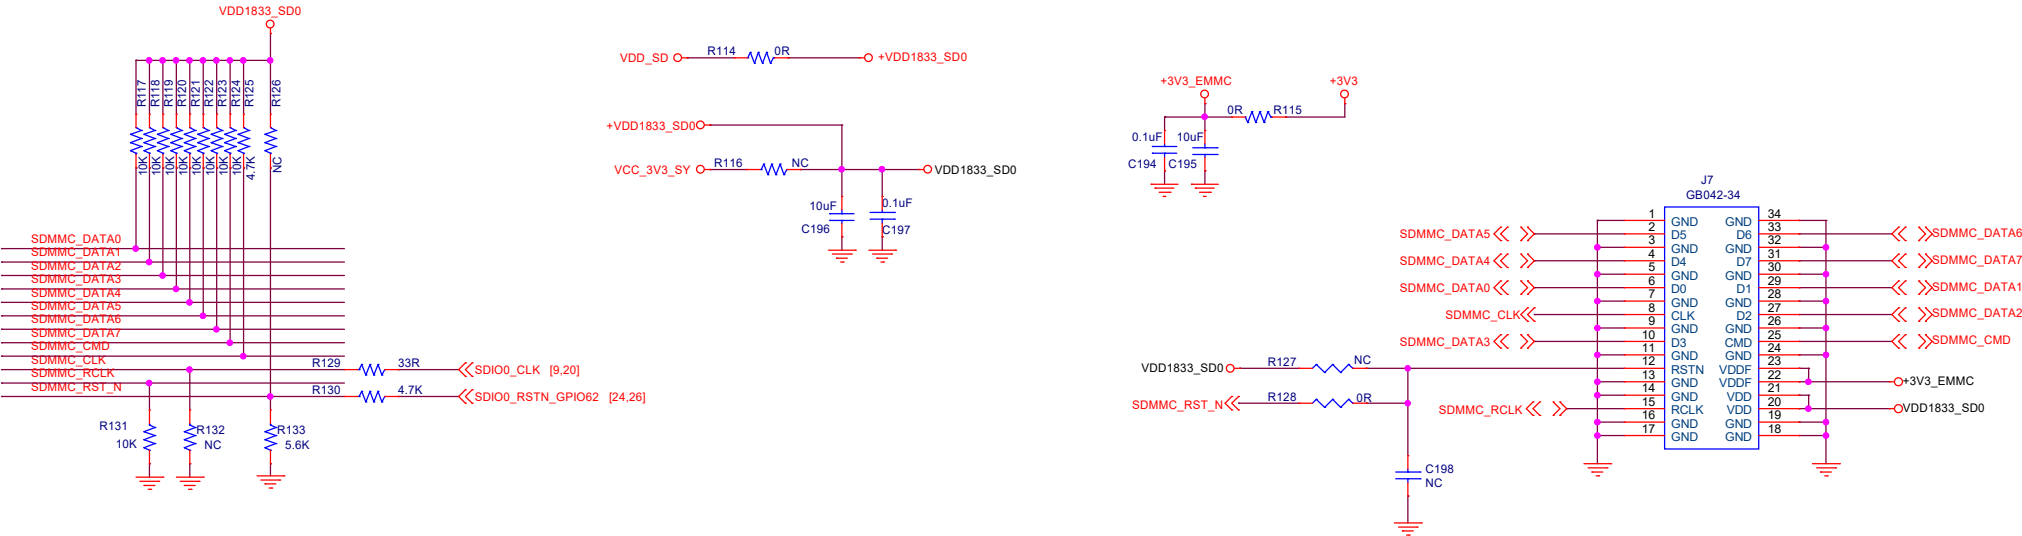 VDD1833_SD0
R117
R118
R119
R120
R121
R122
R123
R124
R125
R126
10K
10K
10K
10K
10K
10K
10K
10K
4.7K
NC
SDMMC_DATA0
SDMMC_DATA1
SDMMC_DATA2
SDMMC_DATA3
SDMMC_DATA4
SDMMC_DATA5
SDMMC_DATA6
SDMMC_DATA7
SDMMC_CMD
SDMMC_CLK
SDMMC_RCLK
SDMMC_RST_N
R129 33R SDIO0_CLK [9,20]
R130 4.7K SDIO0_RSTN_GPIO62 [24,26]
R131
10K
R132
NC
R133
5.6K
VDD_SD R114 0R +VDD1833_SD0
+VDD1833_SD0
VCC_3V3_SY R116 NC VDD1833_SD0
10uF
C196
0.1uF
C197
+3V3_EMMC +3V3
0R R115
0.1uF 10uF
C194 C195
J7
GB042-34
1 GND GND 34
SDMMC_DATA5 2 D5 D6 33 SDMMC_DATA6
3 GND GND 32
SDMMC_DATA4 4 D4 D7 31 SDMMC_DATA7
5 GND GND 30
SDMMC_DATA0 6 D0 D1 29 SDMMC_DATA1
7 GND GND 28
SDMMC_CLK 8 CLK D2 27 SDMMC_DATA2
9 GND GND 26
SDMMC_DATA3 10 D3 CMD 25 SDMMC_CMD
11 GND GND 24
VDD1833_SD0 R127 NC 12 RSTN VDDF 23
13 GND VDDF 22 +3V3_EMMC
14 GND VDD 21
SDMMC_RST_N R128 0R SDMMC_RCLK 15 RCLK VDD 20 VDD1833_SD0
16 GND GND 19
17 GND GND 18
C198
NC